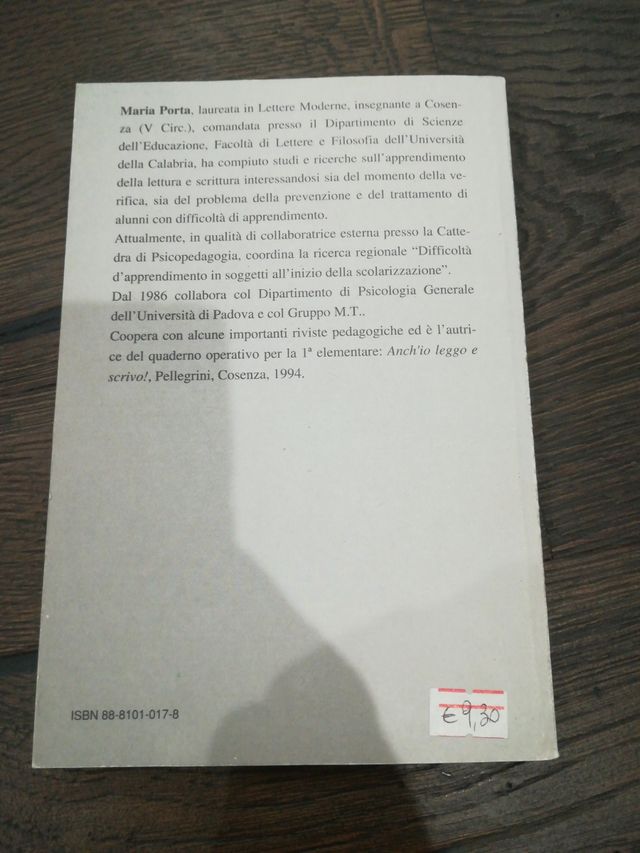 Maria Porta, laureata in Lettere Moderne, insegnante a Cosen-
za (V Circ.), comandata presso il Dipartimento di Scienze
dell'Educazione, Facoltà di Lettere e Filosofia dell'Università
della Calabria, ha compiuto studi e ricerche sull'apprendimento
della lettura e scrittura interessandosi sia del momento della ve-
rifica, sia del problema della prevenzione e del trattamento di
alunni con difficoltà di apprendimento.
Attualmente, in qualità di collaboratrice esterna presso la Catte-
dra di Psicopedagogia, coordina la ricerca regionale “Difficoltà
d'apprendimento in soggetti all'inizio della scolarizzazione”.
Dal 1986 collabora col Dipartimento di Psicologia Generale
dell'Università di Padova e col Gruppo M.T..
Coopera con alcune importanti riviste pedagogiche ed è l'autri-
ce del quaderno operativo per la 1ª elementare: Anch'io leggo e
scrivo!, Pellegrini, Cosenza, 1994.
ISBN 88-8101-017-8
€ 9,30